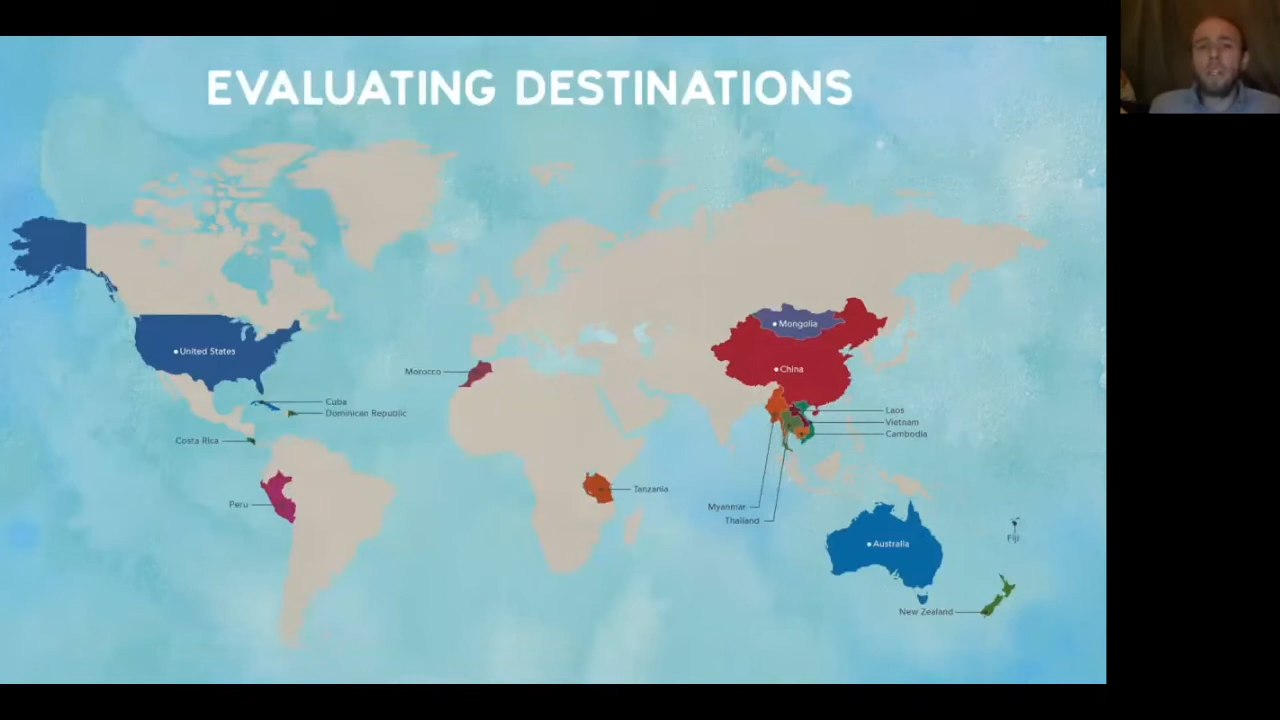 EVALUATING DESTINATIONS
Mongolia
United States
China
Morocco
Cuba
Dominican Republic
Laos
Vietnam
Cambodia
Costa Rica
Tanzania
Peru
Myanmar
Thailand
Australia
Fiji
New Zealand